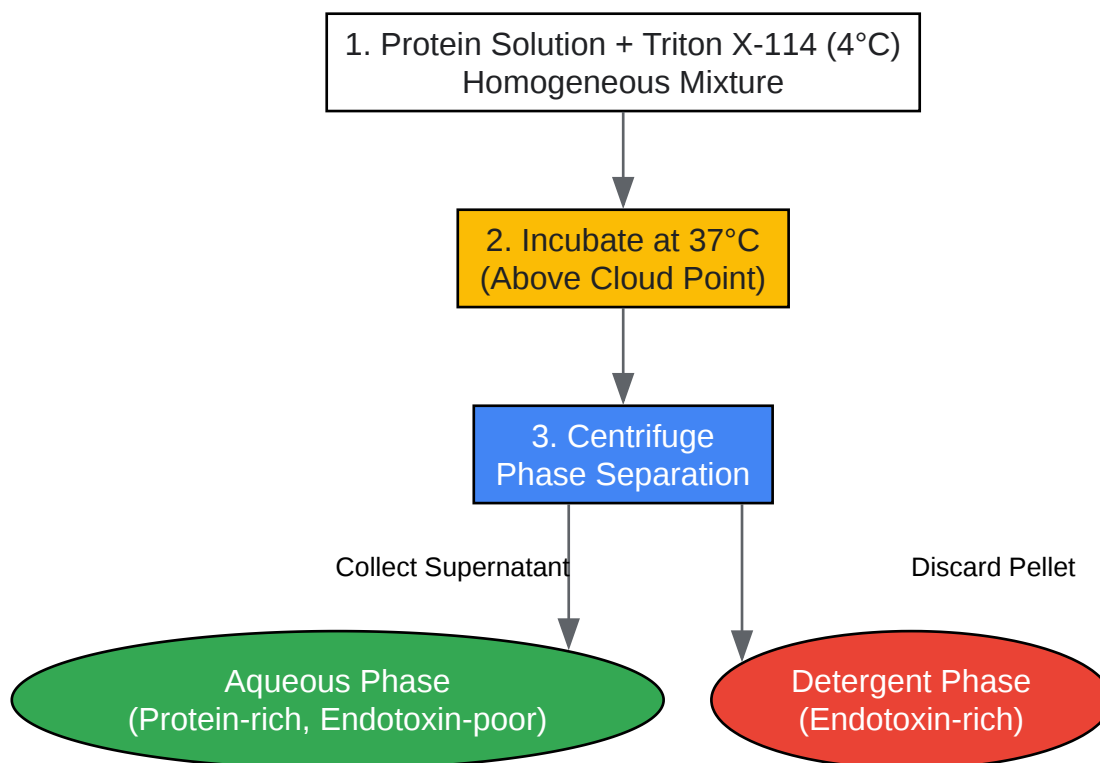 1. Protein Solution + Triton X-114 (4°C)
Homogeneous Mixture
2. Incubate at 37°C
(Above Cloud Point)
3. Centrifuge
Phase Separation
Collect Supernatant
Discard Pellet
Aqueous Phase
(Protein-rich, Endotoxin-poor)
Detergent Phase
(Endotoxin-rich)